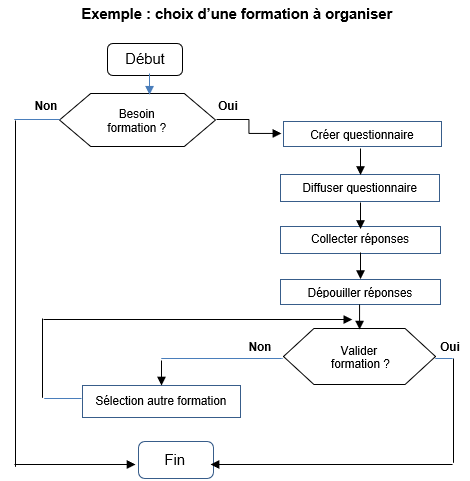 Exemple : choix d'une formation à organiser
Début
Non
Besoin
formation ?
Oui
Créer questionnaire
Diffuser questionnaire
Collecter réponses
Dépouiller réponses
Non
Valider
formation ?
Oui
Sélection autre formation
Fin